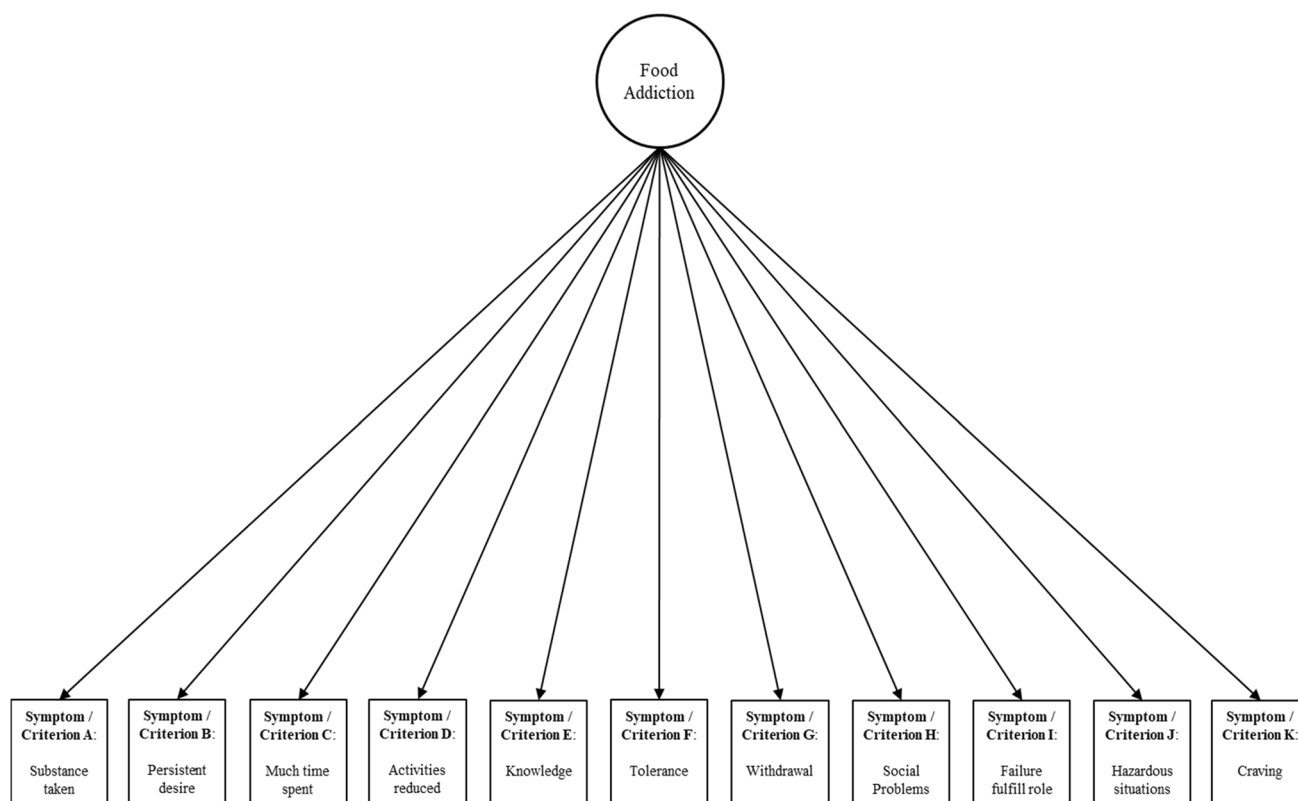 Food
Addiction
Symptom /
Criterion A:
Substance
taken
Symptom /
Criterion B:
Persistent
desire
Symptom /
Criterion C:
Much time
spent
Symptom /
Criterion D:
Activities
reduced
Symptom /
Criterion E:
Knowledge
Symptom /
Criterion F:
Tolerance
Symptom /
Criterion G:
Withdrawal
Symptom /
Criterion H:
Social
Problems
Symptom /
Criterion I:
Failure
fulfill role
Symptom /
Criterion J:
Hazardous
situations
Symptom /
Criterion K:
Craving